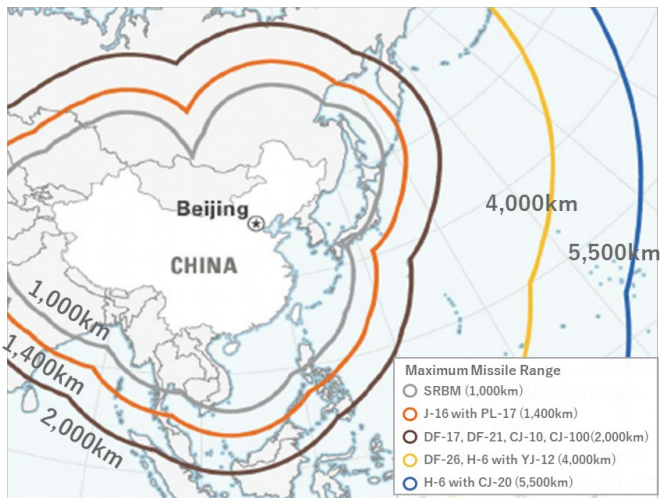 4,000km
Beijing
5,500km
CHINA
1,000km
1,400km
2,000km
Maximum Missile Range
SRBM (1,000km)
J-16 with PL-17 (1,400km)
DF-17, DF-21, CJ-10, CJ-100(2,000km)
DF-26, H-6 with YJ-12 (4,000km)
H-6 with CJ-20 (5,500km)